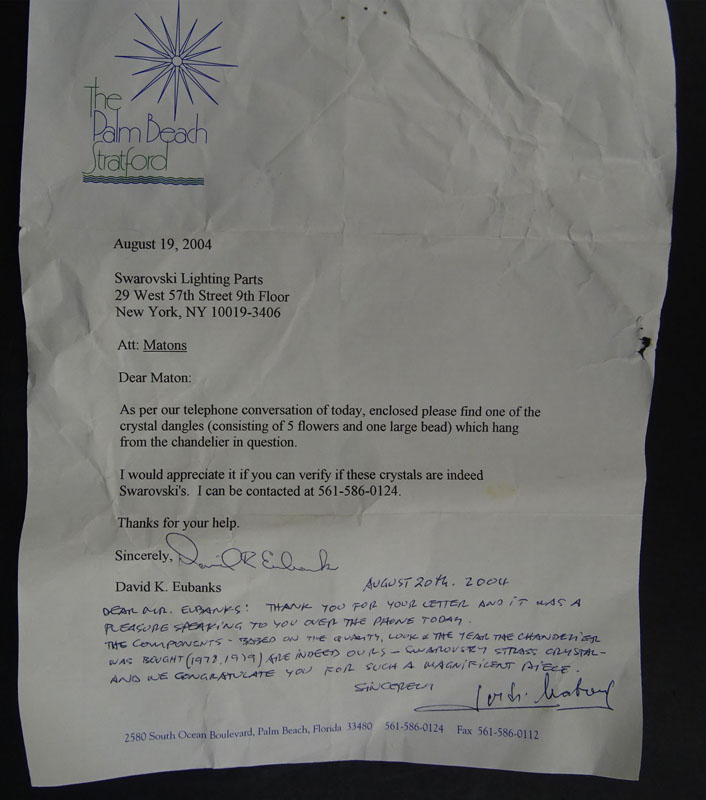 The
Palm Beach
Stratford
August 19, 2004
Swarovski Lighting Parts
29 West 57th Street 9th Floor
New York, NY 10019-3406
Att: Matons
Dear Maton:
As per our telephone conversation of today, enclosed please find one of the
crystal dangles (consisting of 5 flowers and one large bead) which hang
from the chandelier in question.
I would appreciate it if you can verify if these crystals are indeed
Swarovski's. I can be contacted at 561-586-0124.
Thanks for your help.
Sincerely, David K Eubanks
David K. Eubanks
AUGUST 20th. 2004
DEAR MR. EUBANKS! THANK YOU FOR YOUR LETTER AND IT WAS A
PLEASURE SPEAKING TO YOU OVER THE PHONE TODAY.
THE COMPONENTS - BASED ON THE QUALITY, LOOK & THE YEAR THE CHANDELIER
WAS BOUGHT (1978, 1979) ARE INDEED OURS - SWAROVSKY STRASS CRYSTAL -
AND WE CONGRATULATE YOU FOR SUCH A MAGNIFICENT PIECE.
SINCERELY
2580 South Ocean Boulevard, Palm Beach, Florida 33480 561-586-0124 Fax 561-586-0112